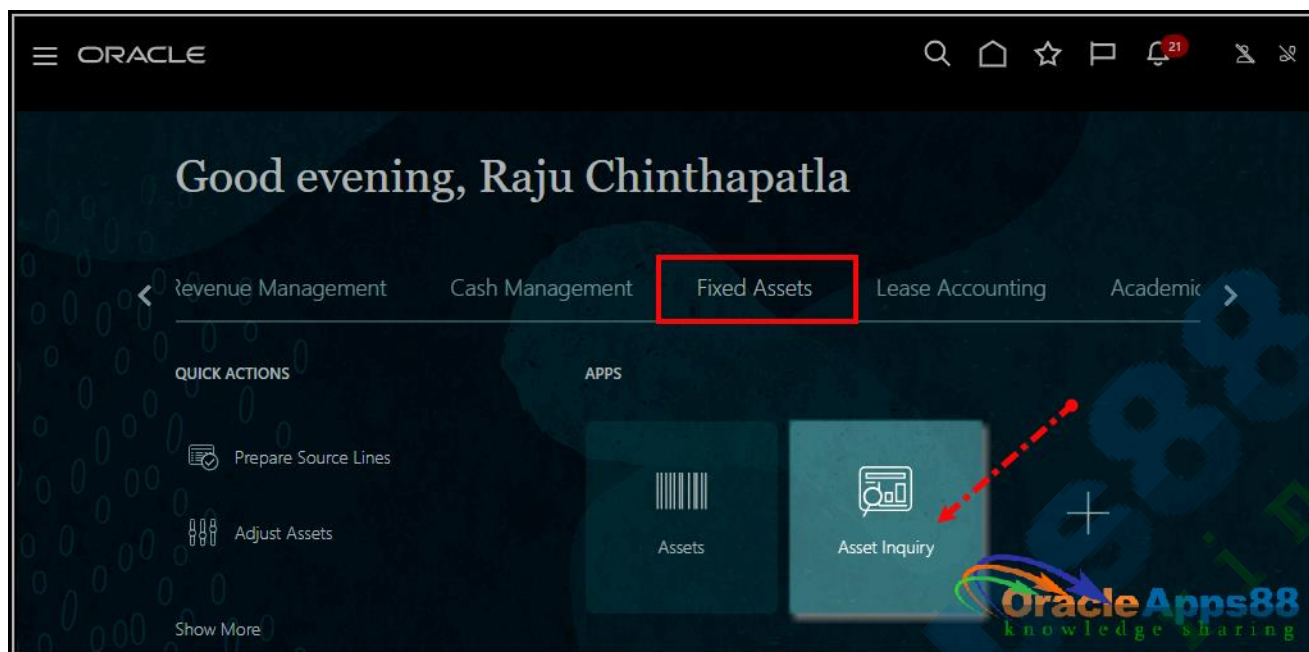 ORACLE
21
Good evening, Raju Chinthapatla
Revenue Management Cash Management Fixed Assets Lease Accounting Academic
QUICK ACTIONS
APPS
Prepare Source Lines
Adjust Assets
Show More
Assets
Asset Inquiry
OracleApps88
knowledge sharing